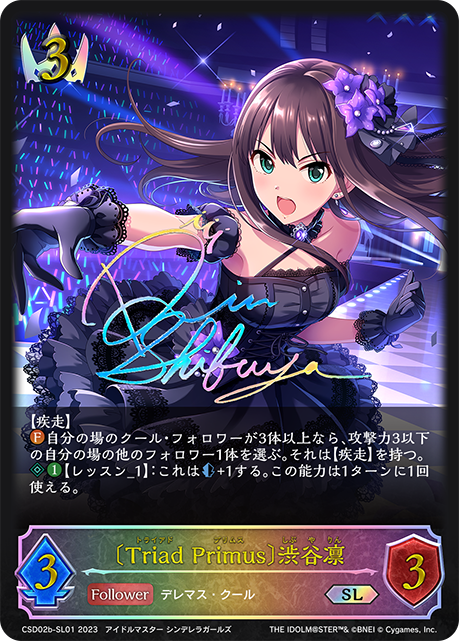 3
Rin
Shibuya
【疾走】
F 自分の場のクール・フォロワーが3体以上なら、攻撃力3以下
の自分の場の他のフォロワー1体を選ぶ。それは【疾走】を持つ。
1【レッスン_1】：これは+1する。この能力は1ターンに1回
使える。
トライアド プリムス しぶ や りん
〔Triad Primus〕渋谷凛
3
Follower デレマス・クール
SL
3
CSD02b-SL01 2023 アイドルマスター シンデレラガールズ THE IDOLM@STER™& ©BNEI © Cygames, Inc.